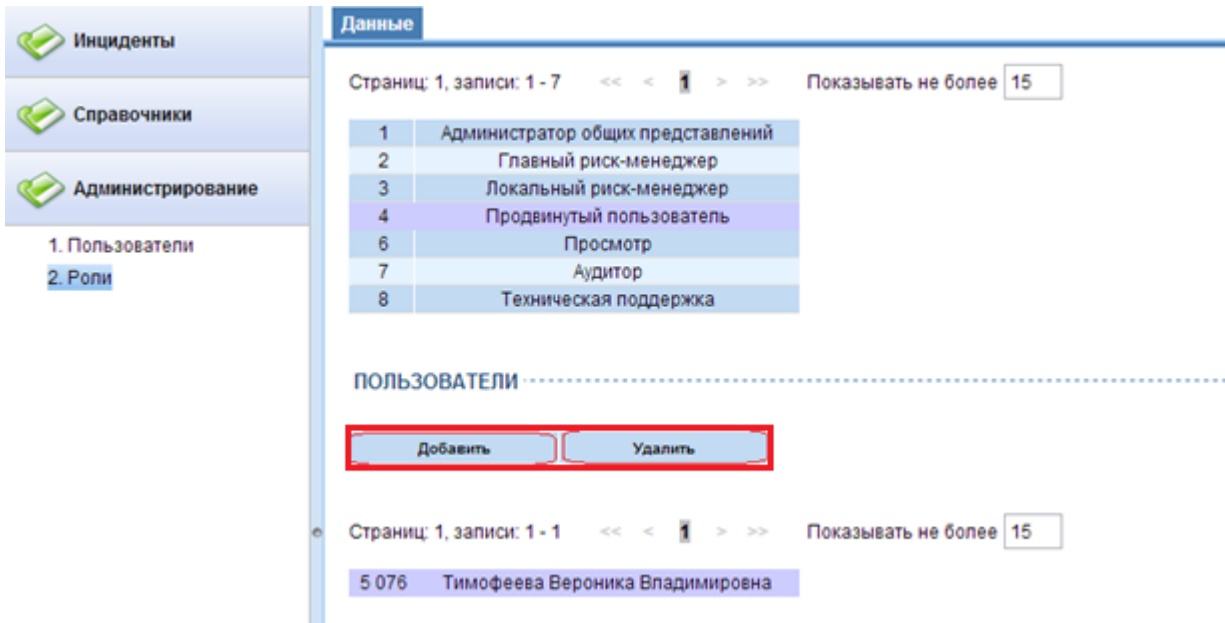 Инциденты
Справочники
Администрирование
1. Пользователи
2. Роли
Данные
Страниц: 1, записи: 1 - 7 << < 1 > >> Показывать не более 15
1 Администратор общих представлений
2 Главный риск-менеджер
3 Локальный риск-менеджер
4 Продвинутый пользователь
6 Просмотр
7 Аудитор
8 Техническая поддержка
ПОЛЬЗОВАТЕЛИ
Добавить Удалить
Страниц: 1, записи: 1 - 1 << < 1 > >> Показывать не более 15
5 076 Тимофеева Вероника Владимировна